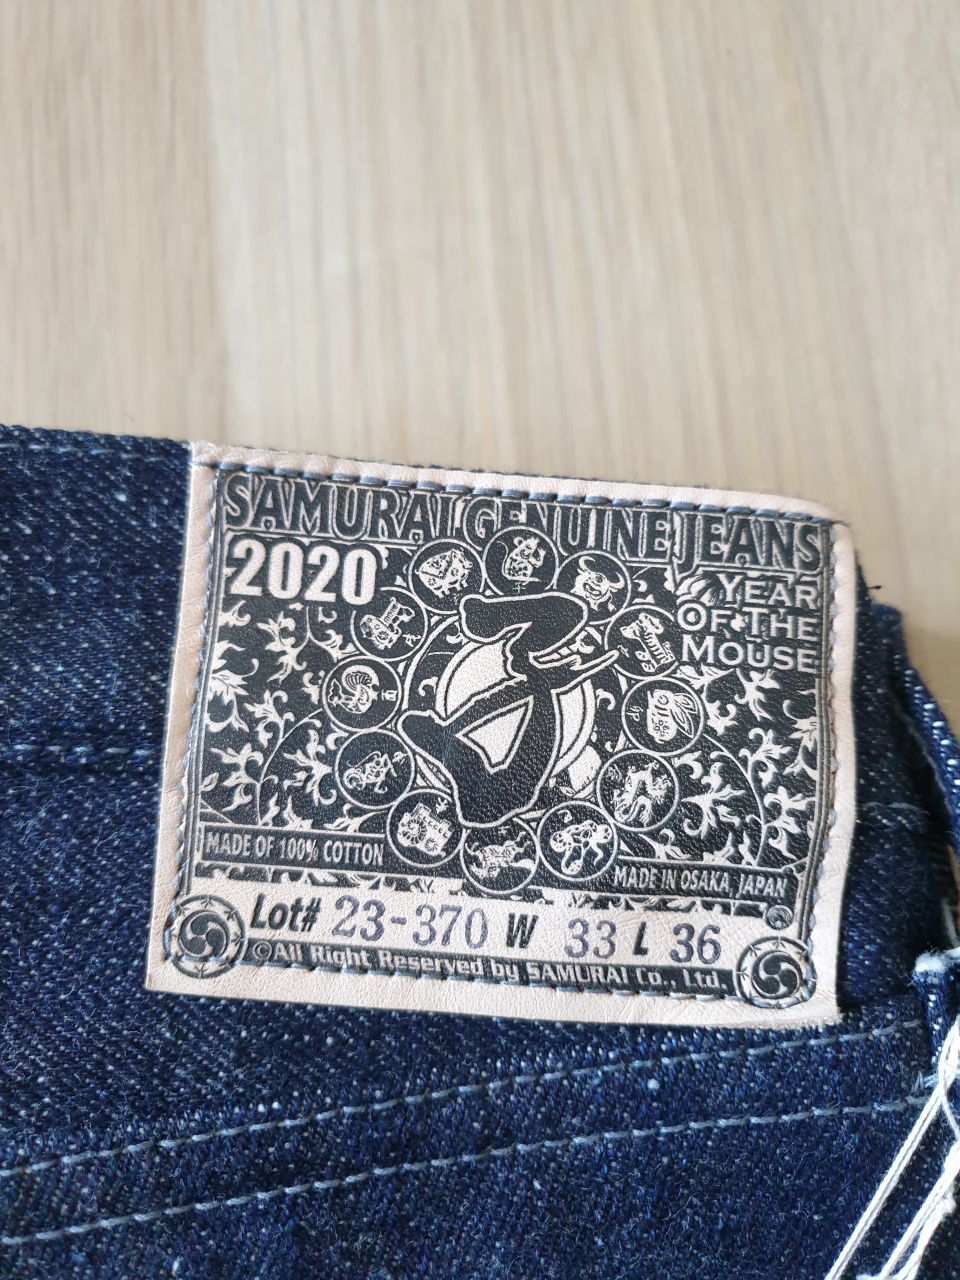 SAMURAI GENUINE JEANS
2020
YEAR
OF THE
MOUSE
MADE OF 100% COTTON
MADE IN OSAKA, JAPAN
Lot# 23-370 W 33 L 36
©All Right Reserved by SAMURAI Co., Ltd.